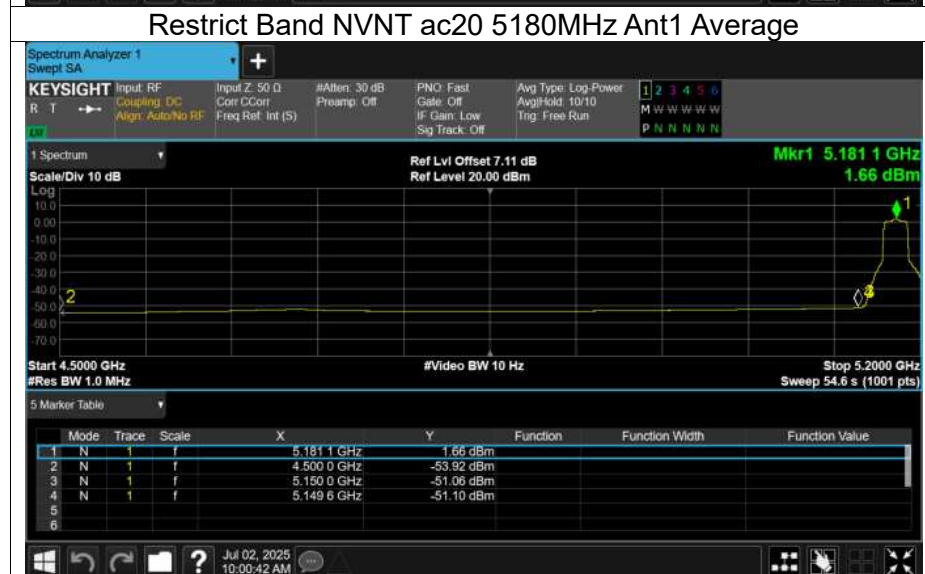 Restrict Band NVNT ac20 5180MHz Ant1 Average
Spectrum Analyzer 1
Swept SA
+
KEYSIGHT Input: RF Input Z: 50 Ω #Atten: 30 dB PNO: Fast Avg Type: Log-Power 1 2 3 4 5 6
R T Coupling: DC Corr CCorr Preamp: Off Gate: Off Avg|Hold: 10/10 M W W W W W
Align: Auto/No RF Freq Ref: Int (S) IF Gain: Low Trig: Free Run
LXI Sig Track: Off P N N N N N
1 Spectrum Ref Lvl Offset 7.11 dB Mkr1 5.181 1 GHz
Scale/Div 10 dB Ref Level 20.00 dBm 1.66 dBm
Log
10.0
0.00
-10.0
-20.0
-30.0
-40.0
-50.0
-60.0
-70.0
1
2
Start 4.5000 GHz #Video BW 10 Hz Stop 5.2000 GHz
#Res BW 1.0 MHz Sweep 54.6 s (1001 pts)
5 Marker Table
Mode Trace Scale X Y Function Function Width Function Value
1 N 1 f 5.181 1 GHz 1.66 dBm
2 N 1 f 4.500 0 GHz -53.92 dBm
3 N 1 f 5.150 0 GHz -51.06 dBm
4 N 1 f 5.149 6 GHz -51.10 dBm
5
6
? Jul 02, 2025
10:00:42 AM